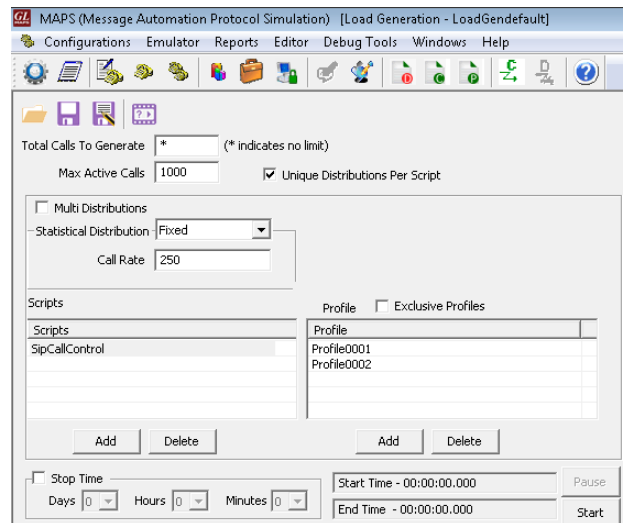 GL MAPS (Message Automation Protocol Simulation) [Load Generation - LoadGendefault]
Configurations Emulator Reports Editor Debug Tools Windows Help
Total Calls To Generate * (* indicates no limit)
Max Active Calls 1000 Unique Distributions Per Script
Multi Distributions
Statistical Distribution Fixed
Call Rate 250
Scripts Profile Exclusive Profiles
Scripts Profile
SipCallControl Profile0001
Profile0002
Add Delete Add Delete
Stop Time Start Time - 00:00:00.000 Pause
Days 0 Hours 0 Minutes 0 End Time - 00:00:00.000 Start